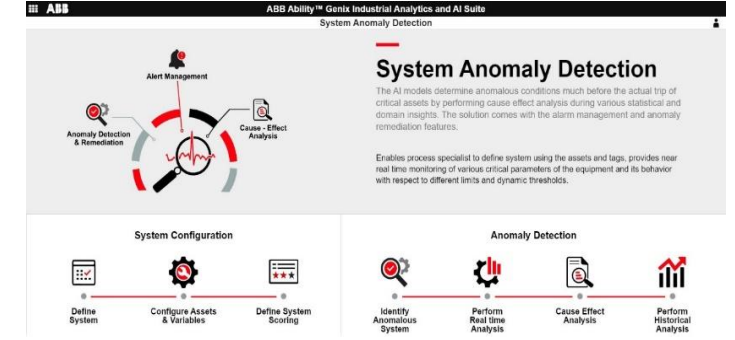 ABB
ABB Ability™ Genix Industrial Analytics and AI Suite
System Anomaly Detection
Alert Management
Anomaly Detection
& Remediation
Cause - Effect
Analysis
System Anomaly Detection
The AI models determine anomalous conditions much before the actual trip of
critical assets by performing cause effect analysis during various statistical and
domain insights. The solution comes with the alarm management and anomaly
remediation features.
Enables process specialist to define system using the assets and tags, provides near
real time monitoring of various critical parameters of the equipment and its behavior
with respect to different limits and dynamic thresholds.
System Configuration
Define
System
Configure Assets
& Variables
Define System
Scoring
Anomaly Detection
Identify
Anomalous
System
Perform
Real time
Analysis
Cause Effect
Analysis
Perform
Historical
Analysis